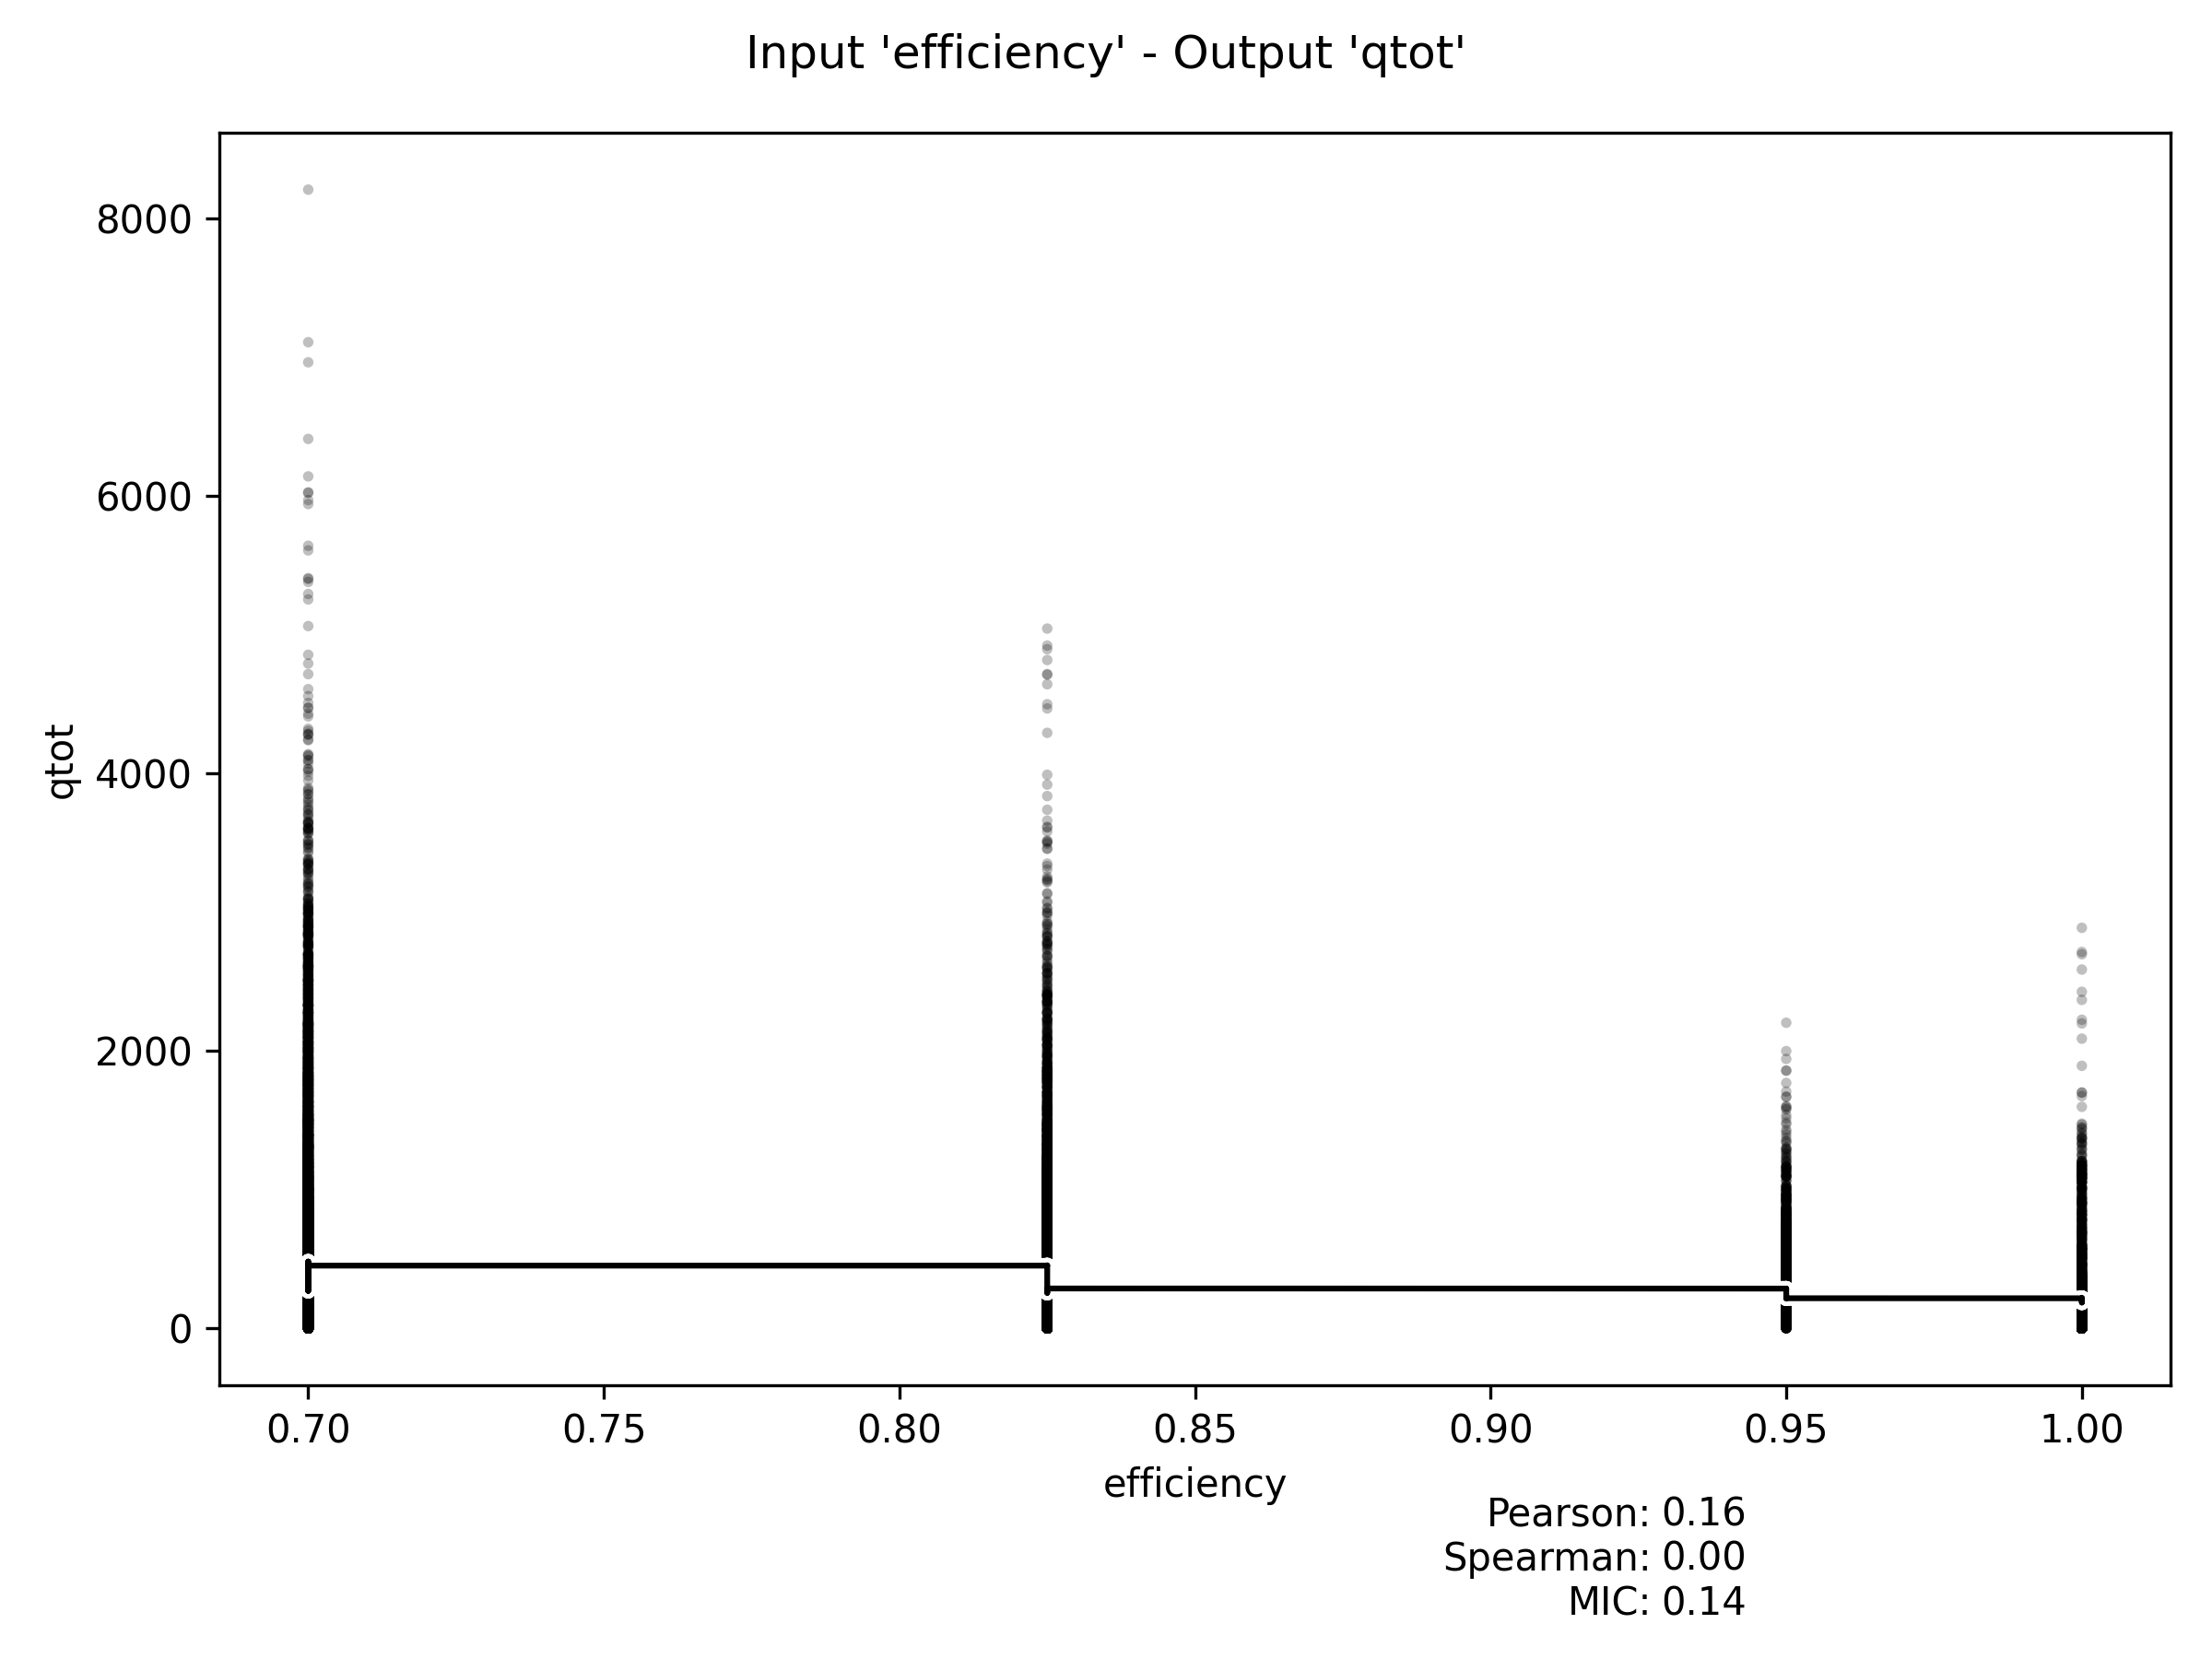 Input 'efficiency' - Output 'qtot'
8000
6000
4000
2000
0
qtot
0.70 0.75 0.80 0.85 0.90 0.95 1.00
efficiency
Pearson: 0.16
Spearman: 0.00
MIC: 0.14